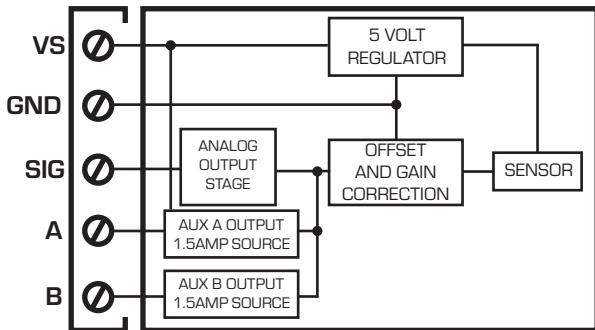 VS
5 VOLT
REGULATOR
GND
SIG
ANALOG
OUTPUT
STAGE
OFFSET
AND GAIN
CORRECTION
SENSOR
A
AUX A OUTPUT
1.5AMP SOURCE
B
AUX B OUTPUT
1.5AMP SOURCE